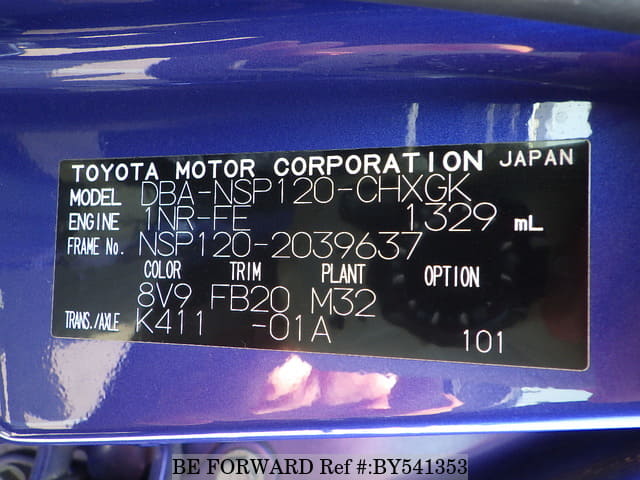 TOYOTA MOTOR CORPORATION JAPAN
MODEL DBA-NSP120-CHXGK
ENGINE 1NR-FE 1329 mL
FRAME No. NSP120-2039637
COLOR TRIM PLANT OPTION
8V9 FB20 M32
TRANS./AXLE K411 -01A
101
BE FORWARD Ref #:BY541353